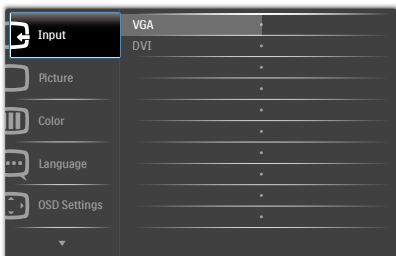 Input
VGA
DVI
Picture
Color
Language
OSD Settings